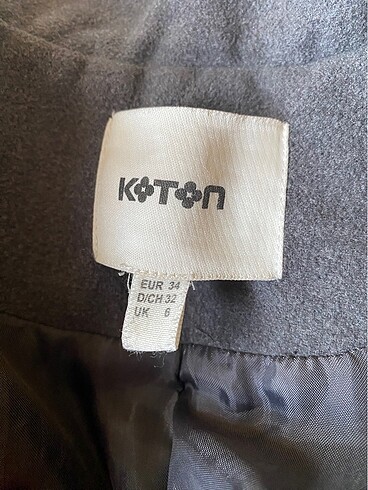 KOTON
EUR 34
D/CH 32
UK 6